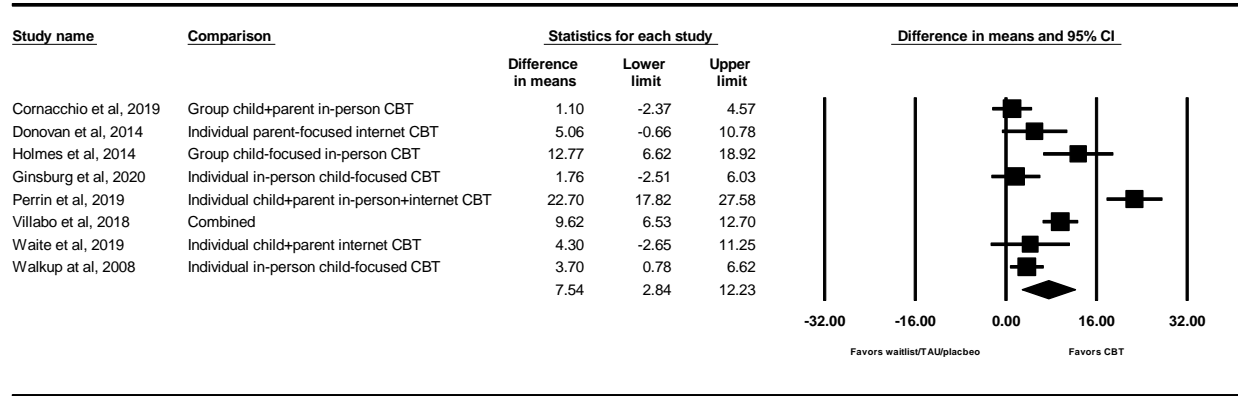 Study name Comparison Statistics for each study Difference in means and 95% CI
Difference Lower Upper
in means limit limit
Cornacchio et al, 2019 Group child+parent in-person CBT 1.10 -2.37 4.57
Donovan et al, 2014 Individual parent-focused internet CBT 5.06 -0.66 10.78
Holmes et al, 2014 Group child-focused in-person CBT 12.77 6.62 18.92
Ginsburg et al, 2020 Individual in-person child-focused CBT 1.76 -2.51 6.03
Perrin et al, 2019 Individual child+parent in-person+internet CBT 22.70 17.82 27.58
Villabo et al, 2018 Combined 9.62 6.53 12.70
Waite et al, 2019 Individual child+parent internet CBT 4.30 -2.65 11.25
Walkup at al, 2008 Individual in-person child-focused CBT 3.70 0.78 6.62
7.54 2.84 12.23
-32.00 -16.00 0.00 16.00 32.00
Favors waitlist/TAU/placbeo Favors CBT